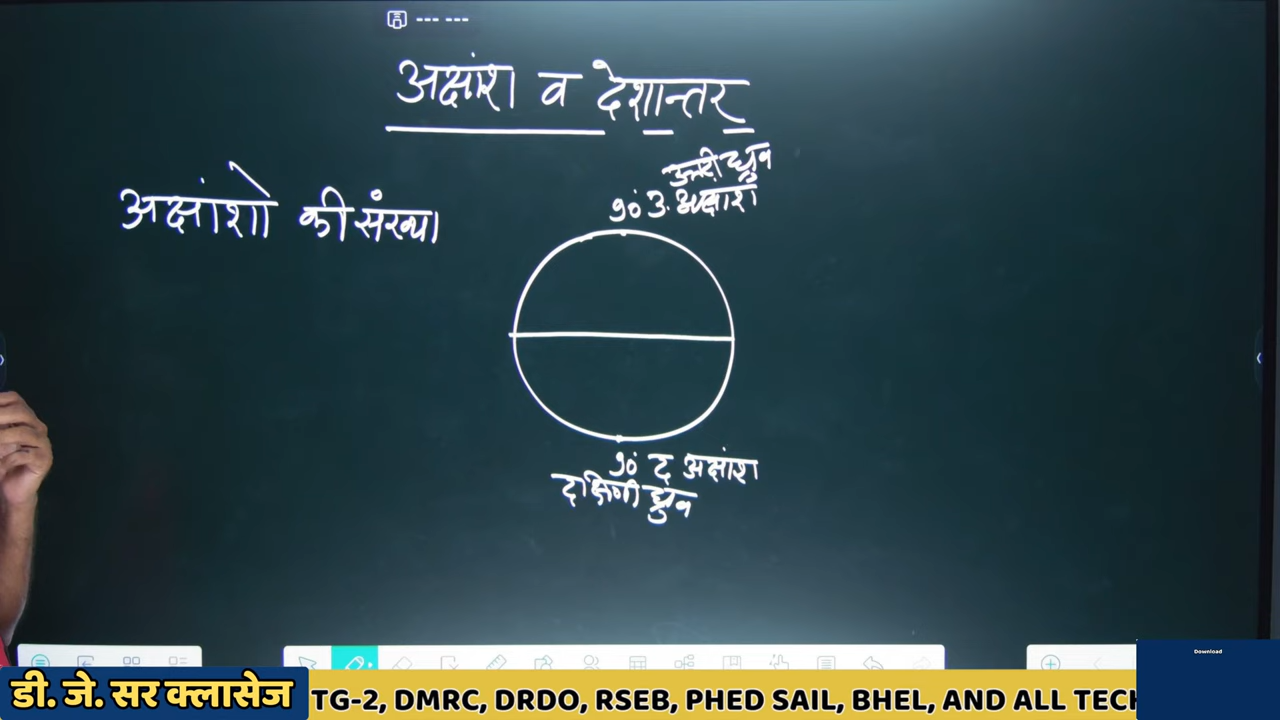 अक्षांश व देशान्तर
उत्तरी ध्रुव
90° उ. अक्षांश
अक्षांशो की संख्या
90° द अक्षांश
दक्षिणी ध्रुव
Download
डी. जे. सर क्लासेज
TG-2, DMRC, DRDO, RSEB, PHED SAIL, BHEL, AND ALL TECH